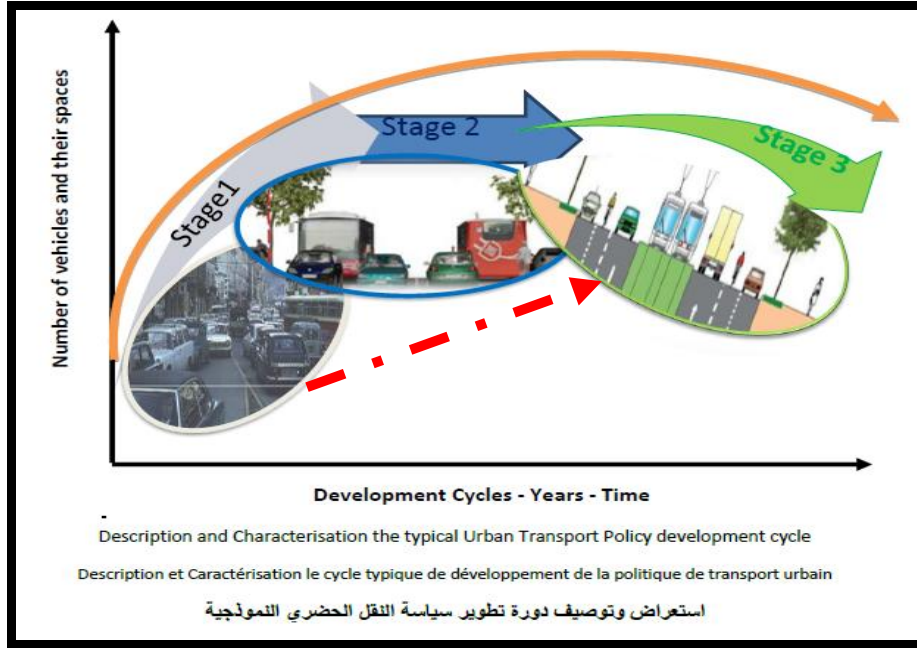 Number of vehicles and their spaces
Stage1
Stage 2
Stage 3
Development Cycles - Years - Time
-
Description and Characterisation the typical Urban Transport Policy development cycle
Description et Caractérisation le cycle typique de développement de la politique de transport urbain
استعراض وتوصيف دورة تطوير سياسة النقل الحضري النموذجية